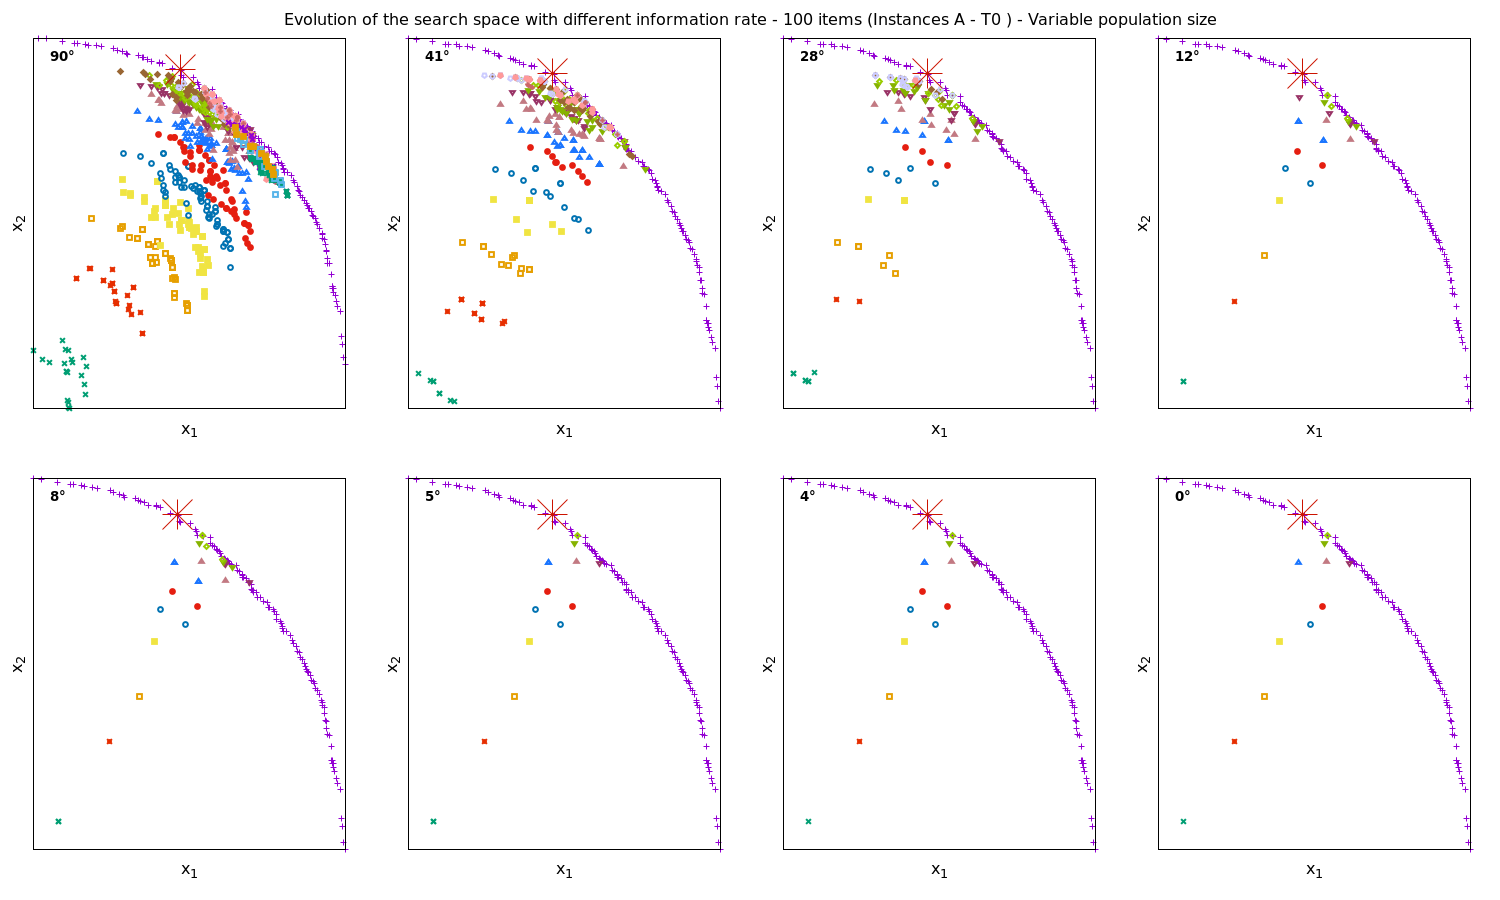 Evolution of the search space with different information rate - 100 items (Instances A - T0 ) - Variable population size
90°
41°
28°
12°
x2
x2
x2
x2
x1
x1
x1
x1
8°
5°
4°
0°
x2
x2
x2
x2
x1
x1
x1
x1